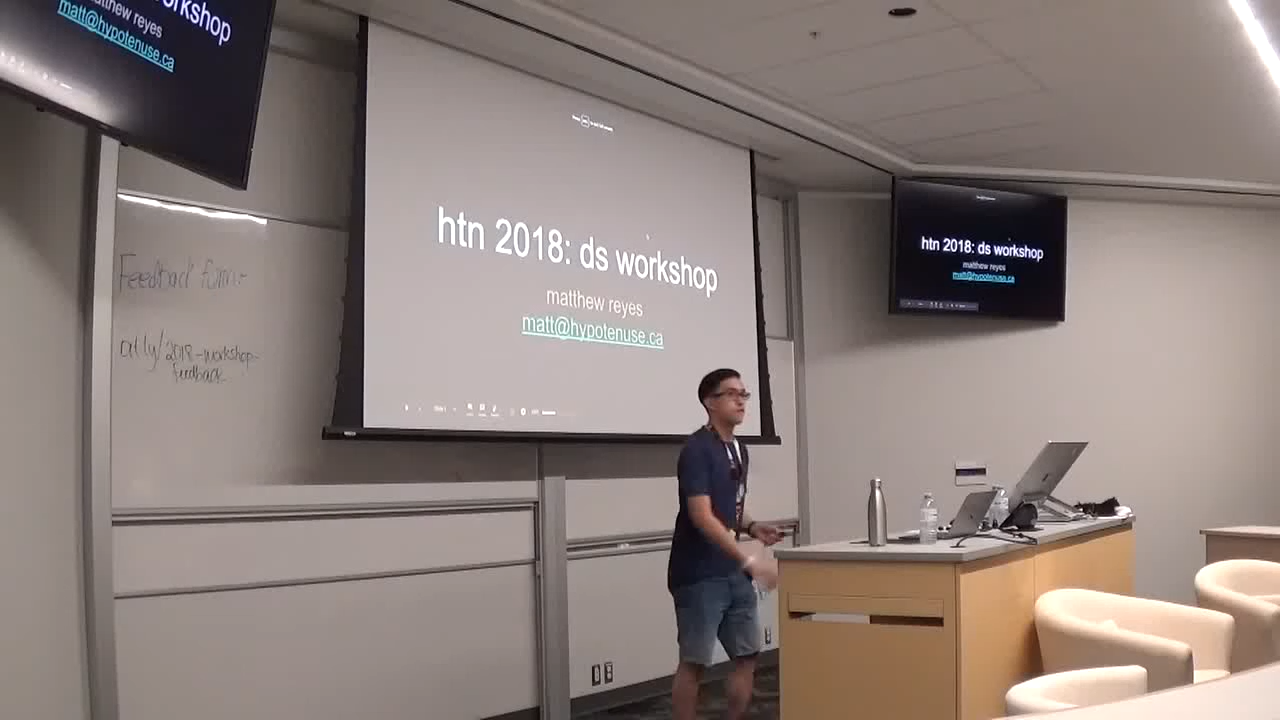 workshop
matthew reyes
matt@hypotenuse.ca
Feedback form:
htn 2018: ds workshop
matthew reyes
matt@hypotenuse.ca
htn 2018: ds workshop
matthew reyes
matt@hypotenuse.ca
/2018-workshop-
feedback